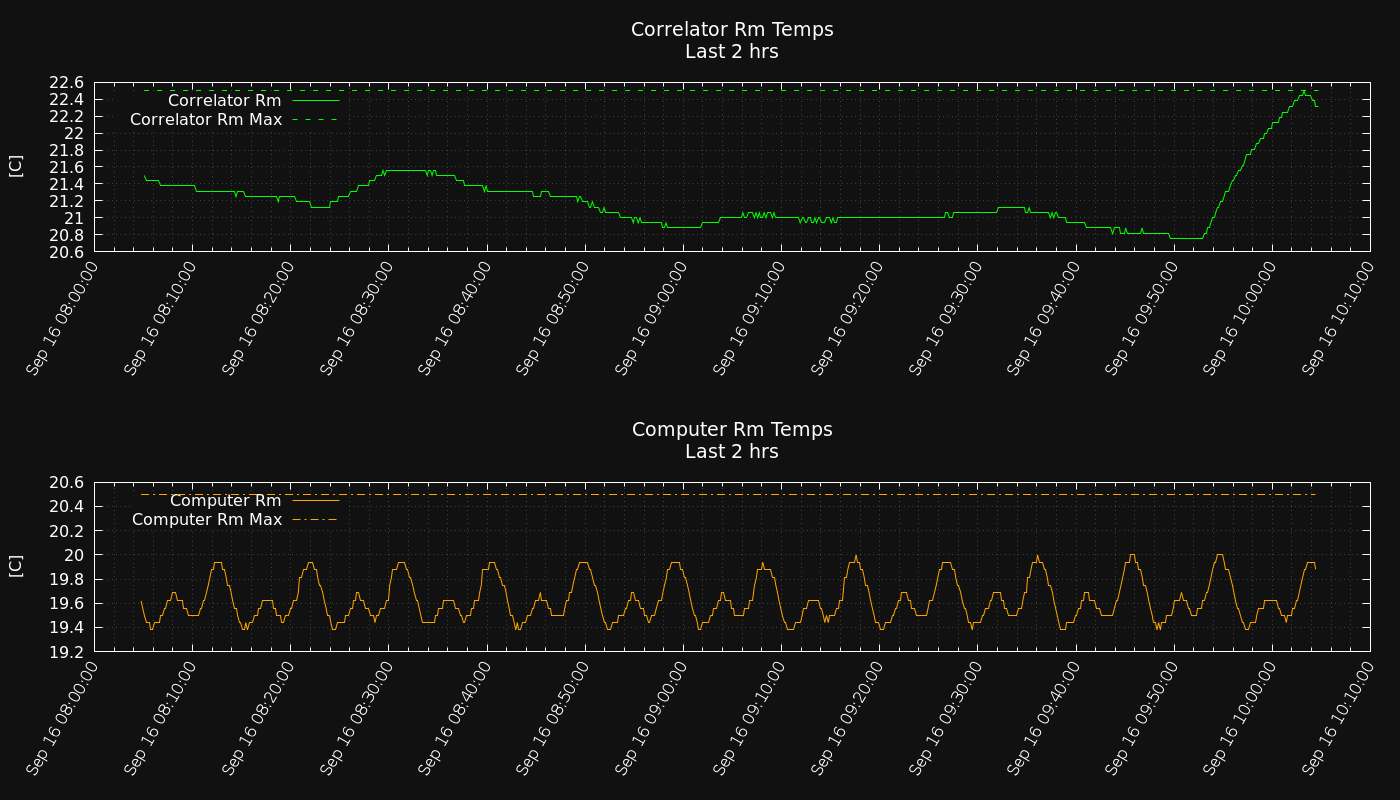 Correlator Rm Temps
Last 2 hrs
22.6
22.4
22.2
22
21.8
21.6
21.4
21.2
21
20.8
20.6
[C]
Correlator Rm
Correlator Rm Max
Sep 16 08:00:00
Sep 16 08:10:00
Sep 16 08:20:00
Sep 16 08:30:00
Sep 16 08:40:00
Sep 16 08:50:00
Sep 16 09:00:00
Sep 16 09:10:00
Sep 16 09:20:00
Sep 16 09:30:00
Sep 16 09:40:00
Sep 16 09:50:00
Sep 16 10:00:00
Sep 16 10:10:00
Computer Rm Temps
Last 2 hrs
20.6
20.4
20.2
20
19.8
19.6
19.4
19.2
[C]
Computer Rm
Computer Rm Max
Sep 16 08:00:00
Sep 16 08:10:00
Sep 16 08:20:00
Sep 16 08:30:00
Sep 16 08:40:00
Sep 16 08:50:00
Sep 16 09:00:00
Sep 16 09:10:00
Sep 16 09:20:00
Sep 16 09:30:00
Sep 16 09:40:00
Sep 16 09:50:00
Sep 16 10:00:00
Sep 16 10:10:00